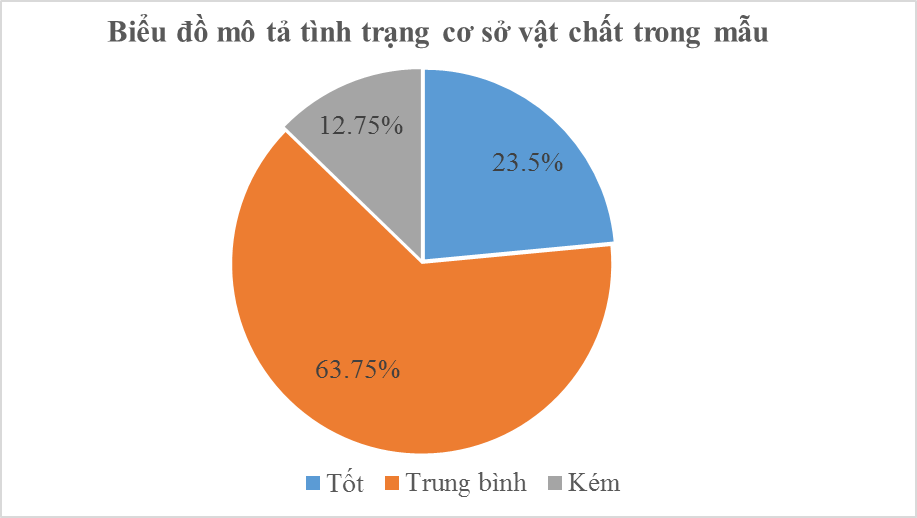 Biểu đồ mô tả tình trạng cơ sở vật chất trong mẫu
12.75%
23.5%
63.75%
Tốt
Trung bình
Kém